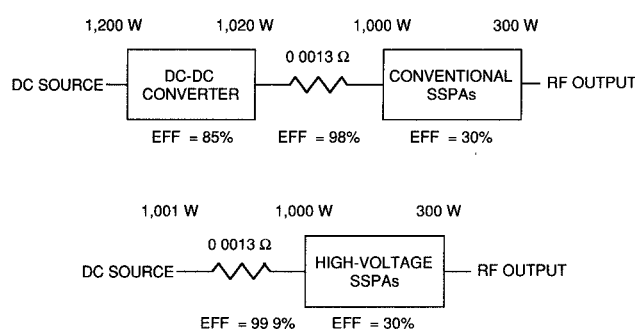 1,200 W 1,020 W 1,000 W 300 W
0 0013 Ω
DC SOURCE DC-DC CONVERTER CONVENTIONAL SSPAs RF OUTPUT
EFF = 85% EFF = 98% EFF = 30%
1,001 W 1,000 W 300 W
0 0013 Ω
DC SOURCE HIGH-VOLTAGE SSPAs RF OUTPUT
EFF = 99 9% EFF = 30%